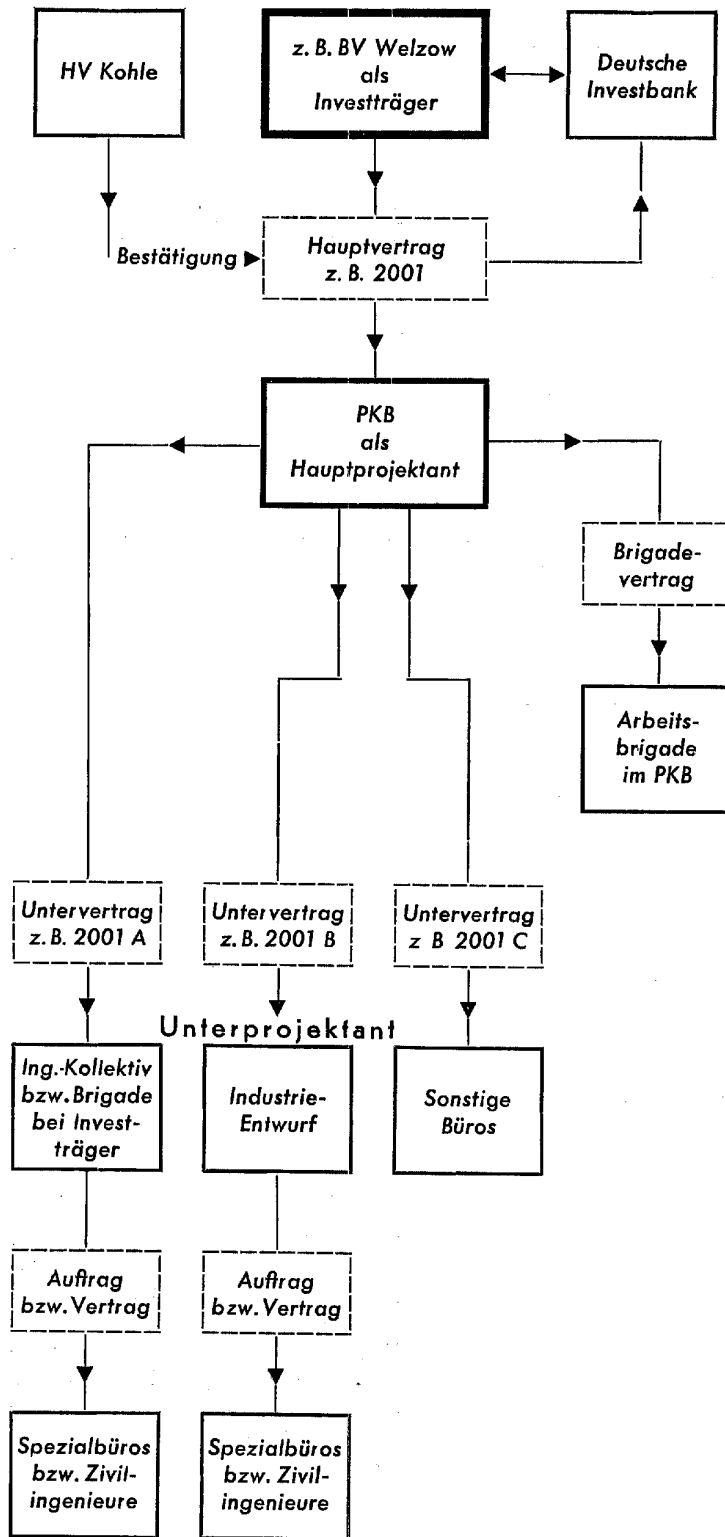 HV Kohle
z. B. BV Welzow
als
Investträger
Deutsche
Investbank
Bestätigung
Hauptvertrag
z. B. 2001
PKB
als
Hauptprojektant
Brigade-
vertrag
Arbeits-
brigade
im PKB
Untervertrag
z. B. 2001 A
Untervertrag
z. B. 2001 B
Untervertrag
z B 2001 C
Unterprojektant
Ing.-Kollektiv
bzw. Brigade
bei Invest-
träger
Industrie-
Entwurf
Sonstige
Büros
Auftrag
bzw. Vertrag
Auftrag
bzw. Vertrag
Spezialbüros
bzw. Zivil-
ingenieure
Spezialbüros
bzw. Zivil-
ingenieure